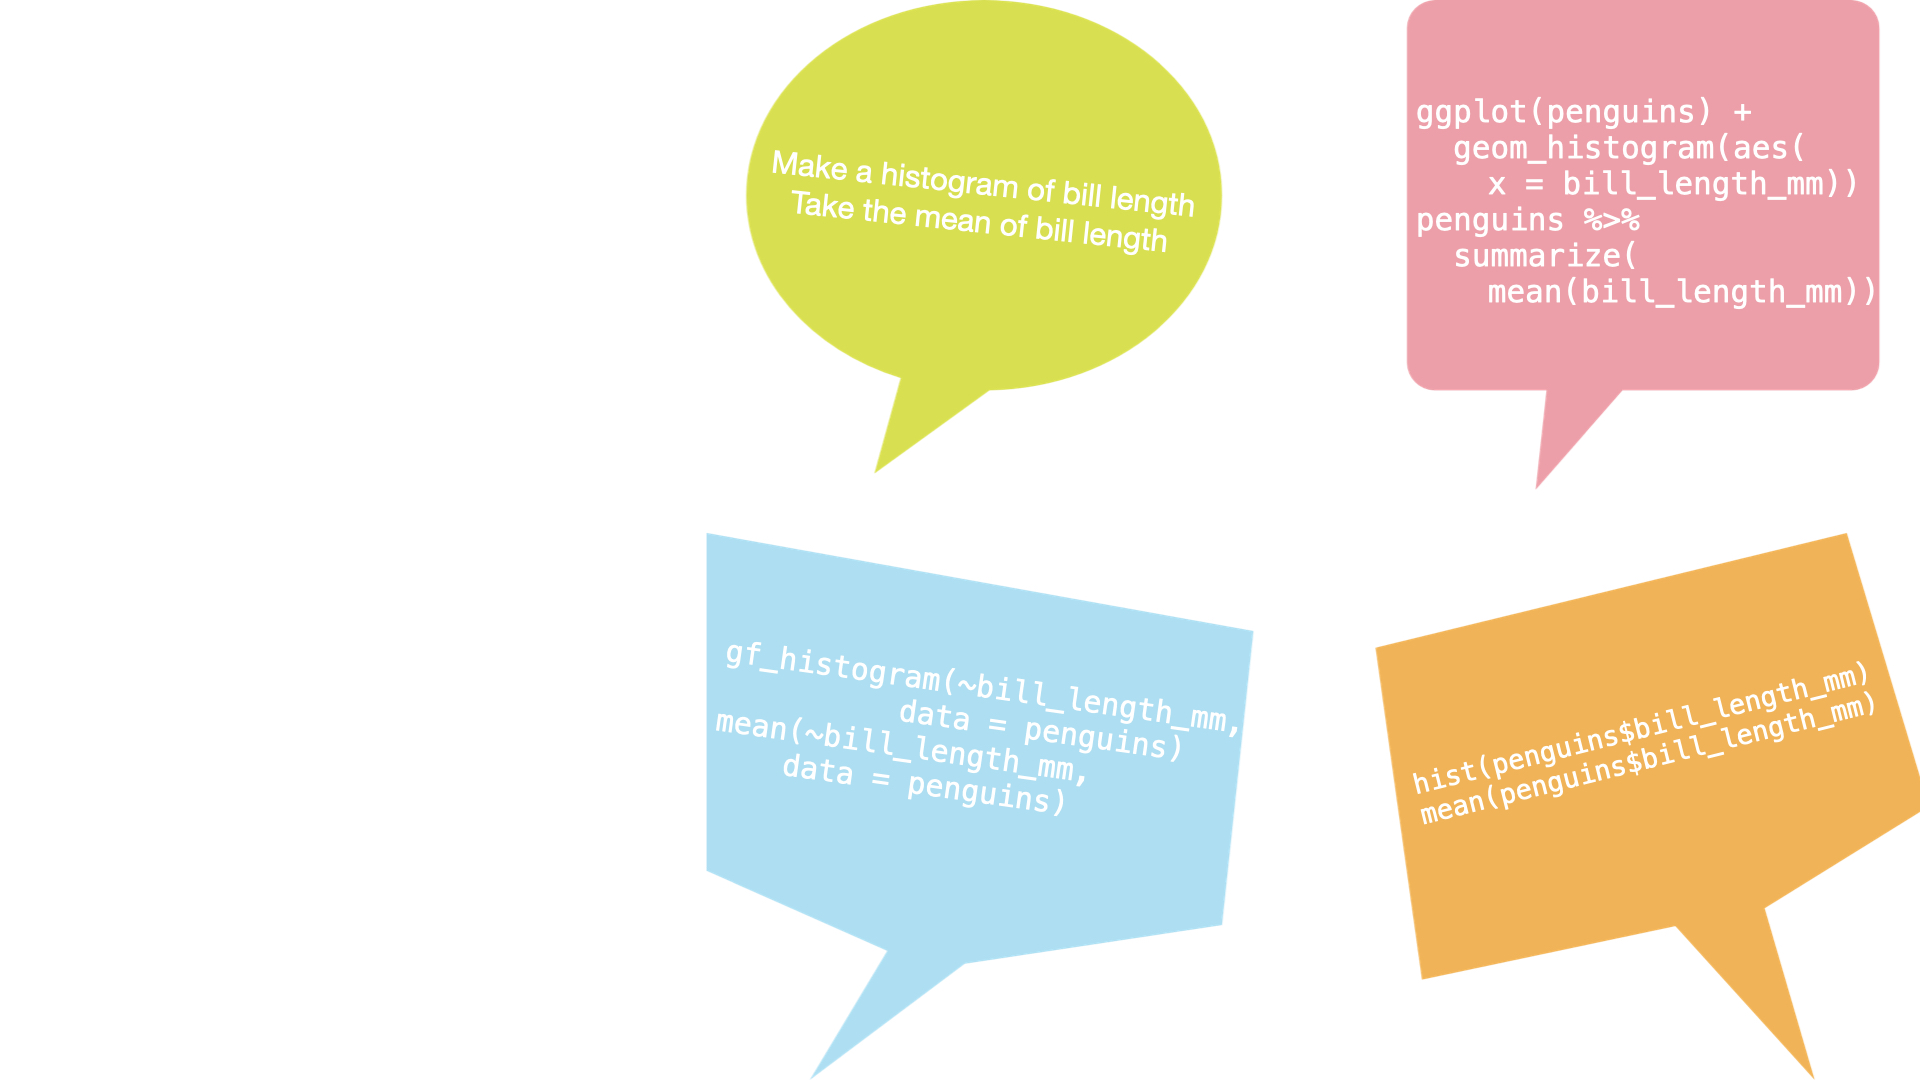 Make a histogram of bill length
Take the mean of bill length
ggplot(penguins) +
  geom_histogram(aes(
    x = bill_length_mm))
penguins %>%
  summarize(
    mean(bill_length_mm))
gf_histogram(~bill_length_mm,
          data = penguins)
mean(~bill_length_mm,
    data = penguins)
hist(penguins$bill_length_mm)
mean(penguins$bill_length_mm)